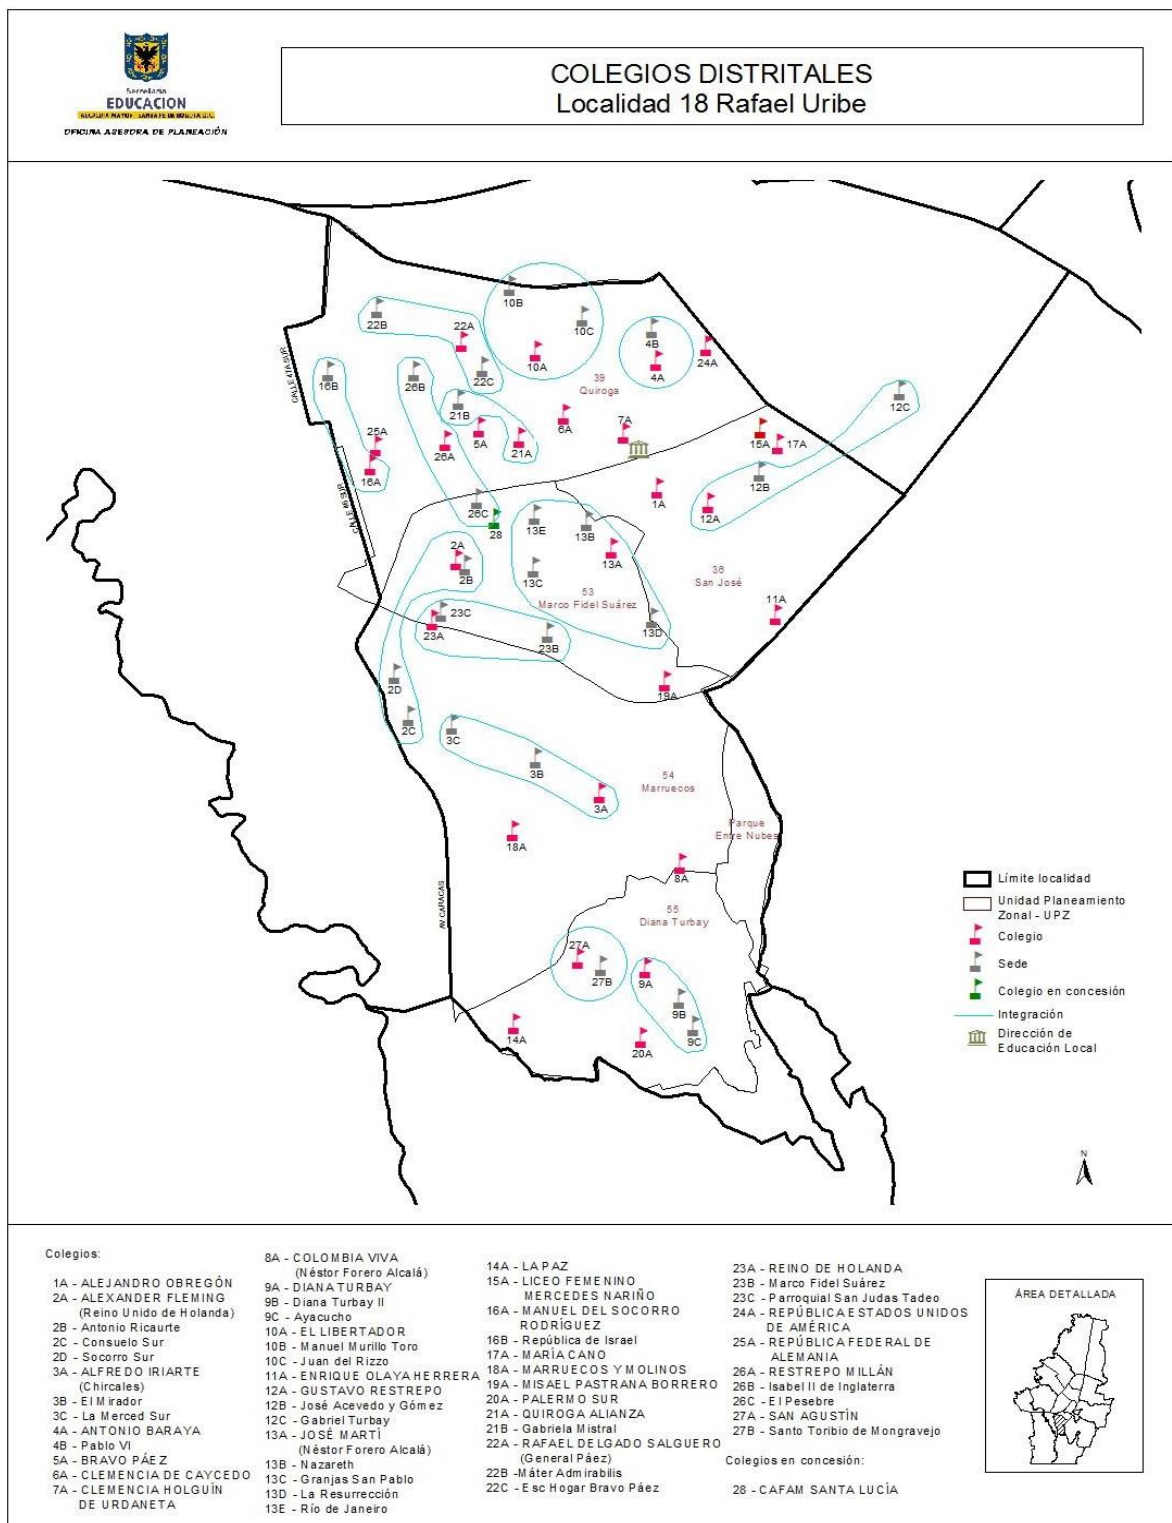 Secretaría
EDUCACION
ALCALDIA MAYOR SANTA FE DE BOGOTA D.C.
OFICINA ASESORA DE PLANEACIÓN
COLEGIOS DISTRITALES
Localidad 18 Rafael Uribe
10B
22B
10C
22A
4B
24A
10A
4A
22C
39
Quiroga
16B
26B
12C
21B
CALLE 47A SUR
6A
7A
25A
5A
15A
17A
26A
21A
16A
12B
1A
12A
CALLE 46 SUR
26C
28
13E
13B
2A
13A
2B
13C
36
San José
53
Marco Fidel Suárez
11A
23C
23A
13D
23B
2D
19A
2C
3C
3B
54
Marruecos
3A
Parque
Entre Nubes
18A
8A
AV CARACAS
55
Diana Turbay
27A
27B
9A
9B
9C
14A
20A
Límite localidad
Unidad Planeamiento
Zonal - UPZ
Colegio
Sede
Colegio en concesión
Integración
Dirección de
Educación Local
N
Colegios:
1A - ALEJANDRO OBREGÓN
2A - ALEXANDER FLEMING
(Reino Unido de Holanda)
2B - Antonio Ricaurte
2C - Consuelo Sur
2D - Socorro Sur
3A - ALFREDO IRIARTE
(Chircales)
3B - El Mirador
3C - La Merced Sur
4A - ANTONIO BARAYA
4B - Pablo VI
5A - BRAVO PÁEZ
6A - CLEMENCIA DE CAYCEDO
7A - CLEMENCIA HOLGUÍN
DE URDANETA
8A - COLOMBIA VIVA
(Néstor Forero Alcalá)
9A - DIANA TURBAY
9B - Diana Turbay II
9C - Ayacucho
10A - EL LIBERTADOR
10B - Manuel Murillo Toro
10C - Juan del Rizzo
11A - ENRIQUE OLAYA HERRERA
12A - GUSTAVO RESTREPO
12B - José Acevedo y Gómez
12C - Gabriel Turbay
13A - JOSÉ MARTÍ
(Néstor Forero Alcalá)
13B - Nazareth
13C - Granjas San Pablo
13D - La Resurrección
13E - Río de Janeiro
14A - LA PAZ
15A - LICEO FEMENINO
MERCEDES NARIÑO
16A - MANUEL DEL SOCORRO
RODRÍGUEZ
16B - República de Israel
17A - MARÍA CANO
18A - MARRUECOS Y MOLINOS
19A - MISAEL PASTRANA BORRERO
20A - PALERMO SUR
21A - QUIROGA ALIANZA
21B - Gabriela Mistral
22A - RAFAEL DELGADO SALGUERO
(General Páez)
22B -Máter Admirabilis
22C - Esc Hogar Bravo Páez
23A - REINO DE HOLANDA
23B - Marco Fidel Suárez
23C - Parroquial San Judas Tadeo
24A - REPÚBLICA ESTADOS UNIDOS
DE AMÉRICA
25A - REPÚBLICA FEDERAL DE
ALEMANIA
26A - RESTREPO MILLÁN
26B - Isabel II de Inglaterra
26C - El Pesebre
27A - SAN AGUSTÍN
27B - Santo Toribio de Mongravejo
Colegios en concesión:
28 - CAFAM SANTA LUCÍA
ÁREA DETALLADA